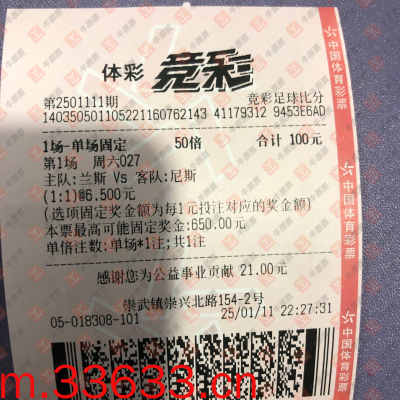 体彩 竞彩
第2501111期 竞彩足球比分
140350501105221160762143 41179312 9453E6AD
1场-单场固定 50倍 合计 100元
第1场 周六027
主队:兰斯 Vs 客队:尼斯
(1:1)@6.500元
(选项固定奖金额为每1元投注对应的奖金额)
本票最高可能固定奖金:650.00元
单倍注数:单场*1注;共1注
感谢您为公益事业贡献 21.00元
崇武镇崇兴北路154-2号
05-018308-101 25/01/11 22:27:31
中国体育彩票
中国体育彩票
m.33633.cn